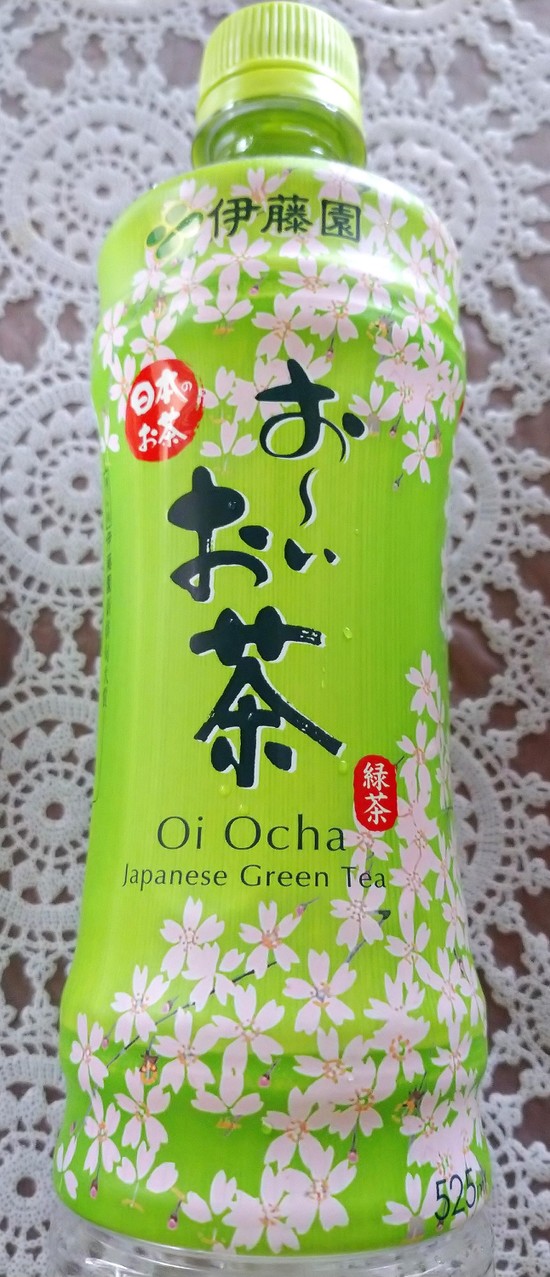 伊藤園
日本の
お茶
お〜い
お茶
緑茶
Oi Ocha
Japanese Green Tea
525ml